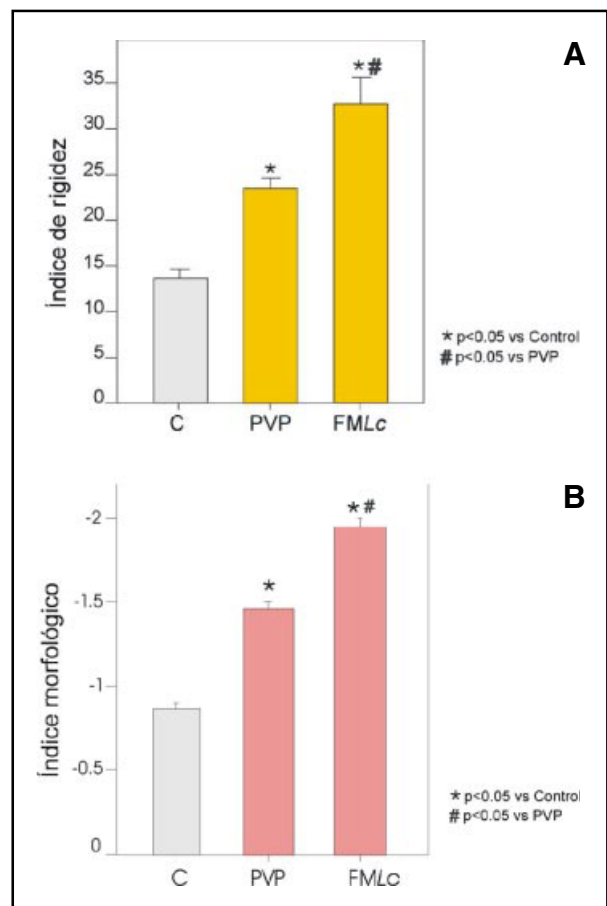 A
Índice de rigidez
35
30
25
20
15
10
5
0
*
*#
C PVP FMLc
* p<0.05 vs Control
# p<0.05 vs PVP
B
Índice morfológico
-2
-1.5
-1
-0.5
0
*
*#
C PVP FMLc
* p<0.05 vs Control
# p<0.05 vs PVP